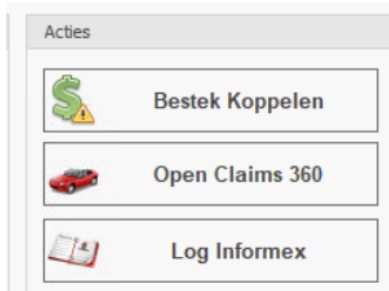 Acties
Bestek Koppelen
Open Claims 360
Log Informex